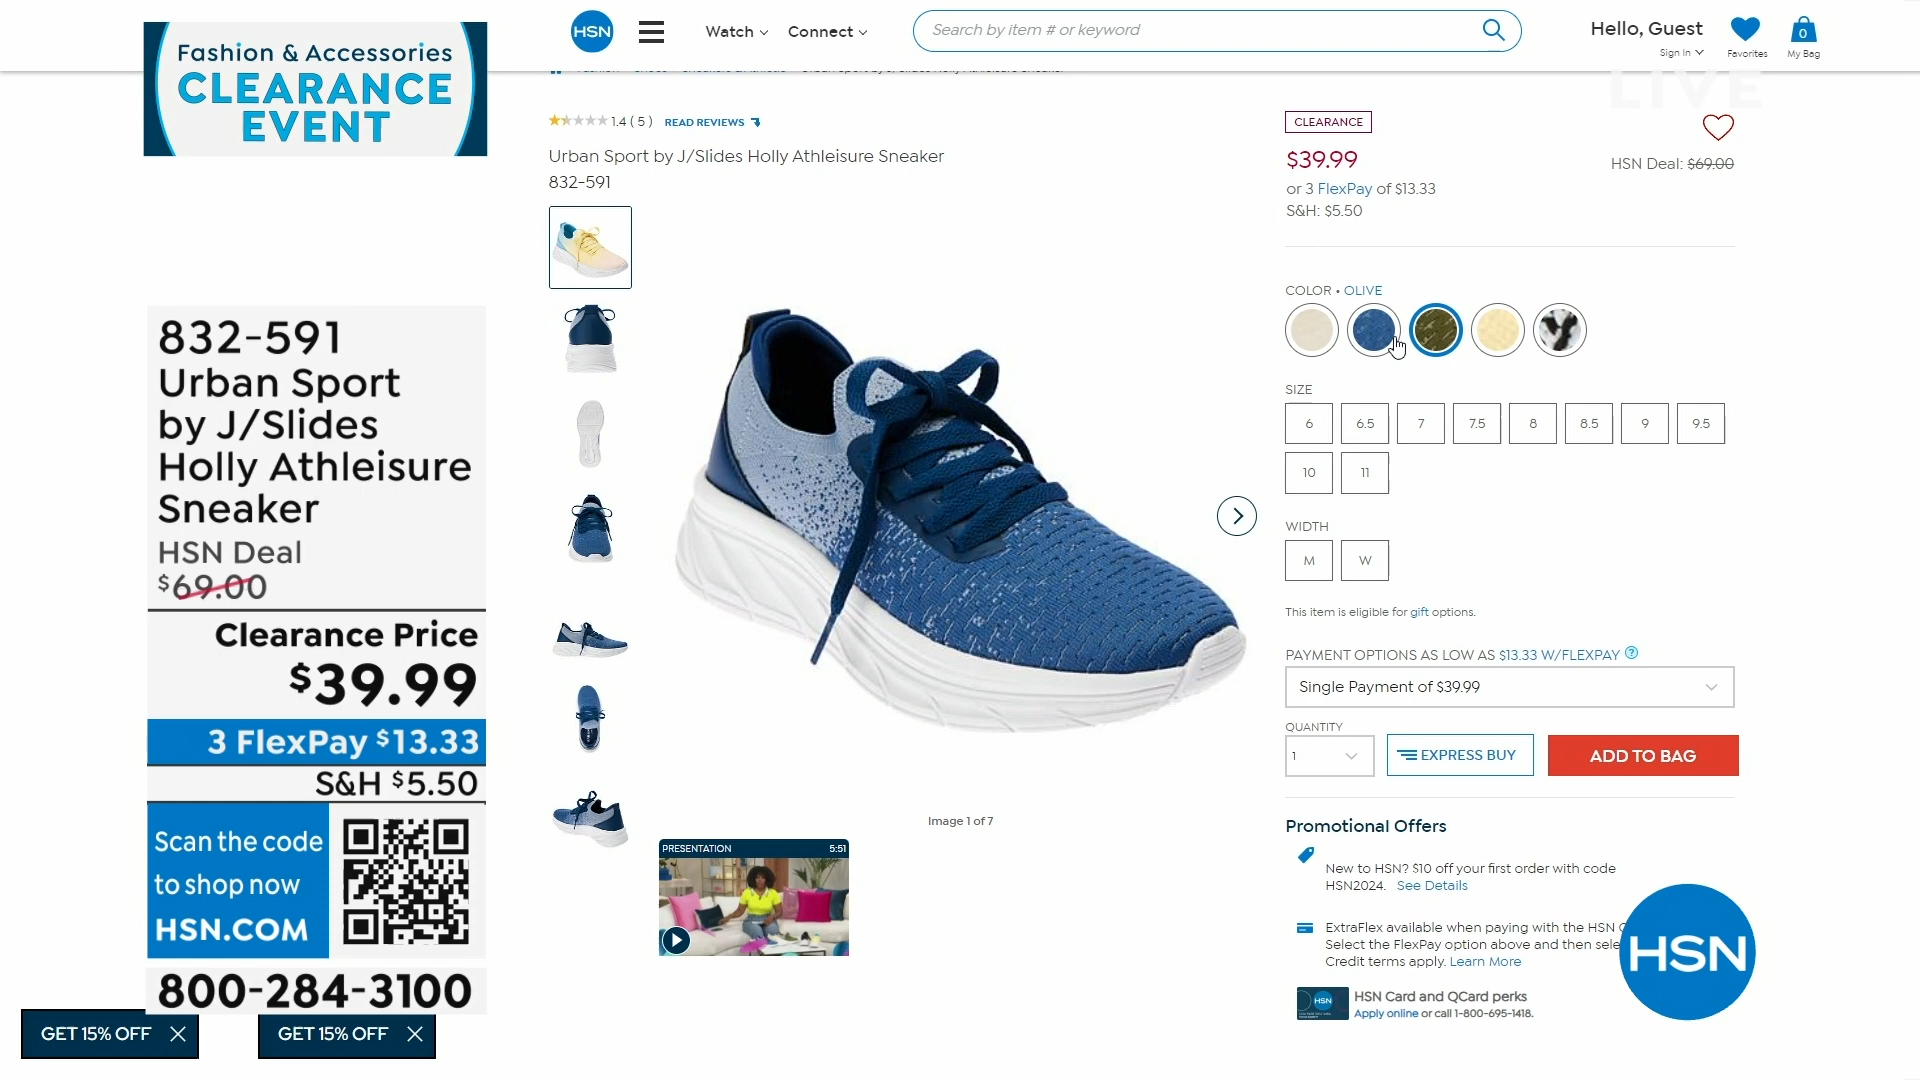 Fashion & Accessories
CLEARANCE
EVENT
HSN
Watch
Connect
Search by item # or keyword
Hello, Guest
Sign In
Favorites
0
My Bag
LIVE
1.4 ( 5 )
READ REVIEWS
Urban Sport by J/Slides Holly Athleisure Sneaker
832-591
CLEARANCE
$39.99
HSN Deal: $69.00
or 3 FlexPay of $13.33
S&H: $5.50
COLOR • OLIVE
SIZE
6 6.5 7 7.5 8 8.5 9 9.5
10 11
WIDTH
M W
This item is eligible for gift options.
PAYMENT OPTIONS AS LOW AS $13.33 W/FLEXPAY ?
Single Payment of $39.99
QUANTITY
1
EXPRESS BUY
ADD TO BAG
Promotional Offers
New to HSN? $10 off your first order with code
HSN2024. See Details
ExtraFlex available when paying with the HSN
Select the FlexPay option above and then sele
Credit terms apply. Learn More
HSN
HSN Card and QCard perks
Apply online or call 1-800-695-1418.
HSN
Image 1 of 7
PRESENTATION 5:51
832-591
Urban Sport
by J/Slides
Holly Athleisure
Sneaker
HSN Deal
$69.00
Clearance Price
$39.99
3 FlexPay $13.33
S&H $5.50
Scan the code
to shop now
HSN.COM
800-284-3100
GET 15% OFF
GET 15% OFF